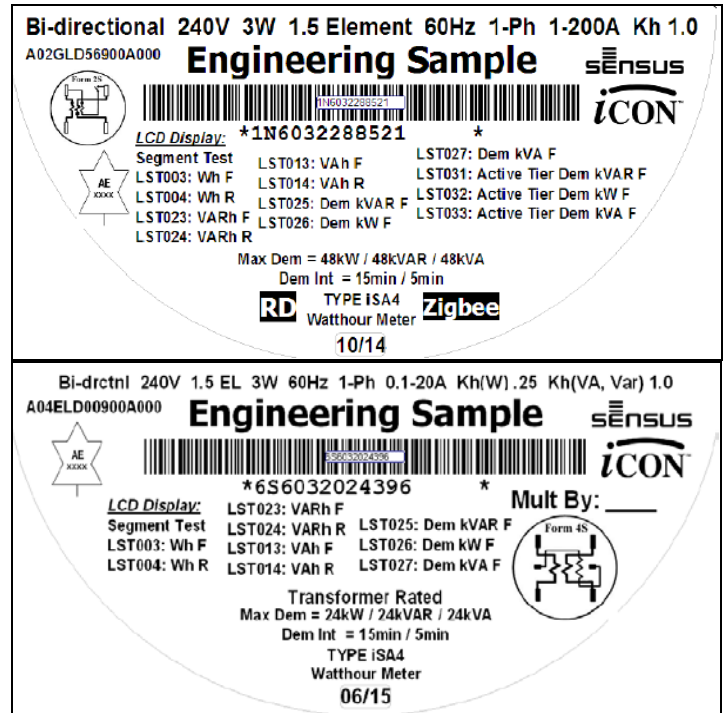 Bi-directional 240V 3W 1.5 Element 60Hz 1-Ph 1-200A Kh 1.0
A02GLD56900A000
Engineering Sample
sensus
Form 2S
1N6032288521
iCON
*1N6032288521 *
LCD Display:
Segment Test
LST003: Wh F
LST004: Wh R
LST023: VARh F
LST024: VARh R
LST013: VAh F
LST014: VAh R
LST025: Dem kVAR F
LST026: Dem kW F
LST027: Dem kVA F
LST031: Active Tier Dem kVAR F
LST032: Active Tier Dem kW F
LST033: Active Tier Dem kVA F
AE
XXXX
Max Dem = 48kW / 48kVAR / 48kVA
Dem Int = 15min / 5min
RD
TYPE iSA4
Watthour Meter
Zigbee
10/14
Bi-drctnl 240V 1.5 EL 3W 60Hz 1-Ph 0.1-20A Kh(W) .25 Kh(VA, Var) 1.0
A04ELD00900A000
Engineering Sample
sensus
AE
XXXX
6S6032024396
iCON
*6S6032024396 *
Mult By: ____
LCD Display:
Segment Test
LST003: Wh F
LST004: Wh R
LST023: VARh F
LST024: VARh R
LST013: VAh F
LST014: VAh R
LST025: Dem kVAR F
LST026: Dem kW F
LST027: Dem kVA F
Form 4S
Transformer Rated
Max Dem = 24kW / 24kVAR / 24kVA
Dem Int = 15min / 5min
TYPE iSA4
Watthour Meter
06/15